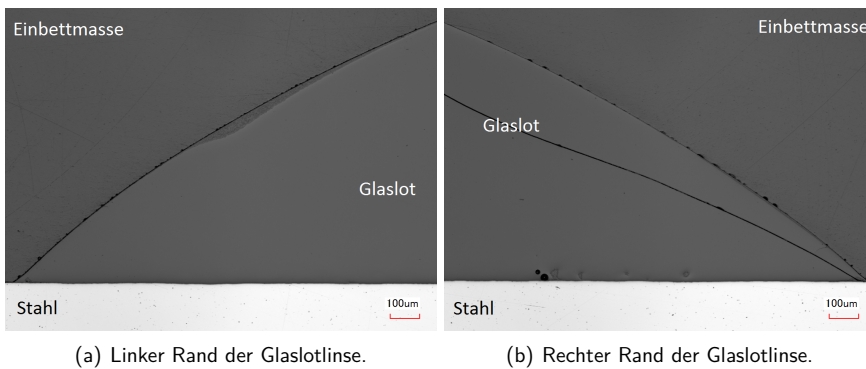 Einbettmasse
Glaslot
Stahl
100um
Einbettmasse
Glaslot
Stahl
100um
(a) Linker Rand der Glaslotlinse.
(b) Rechter Rand der Glaslotlinse.